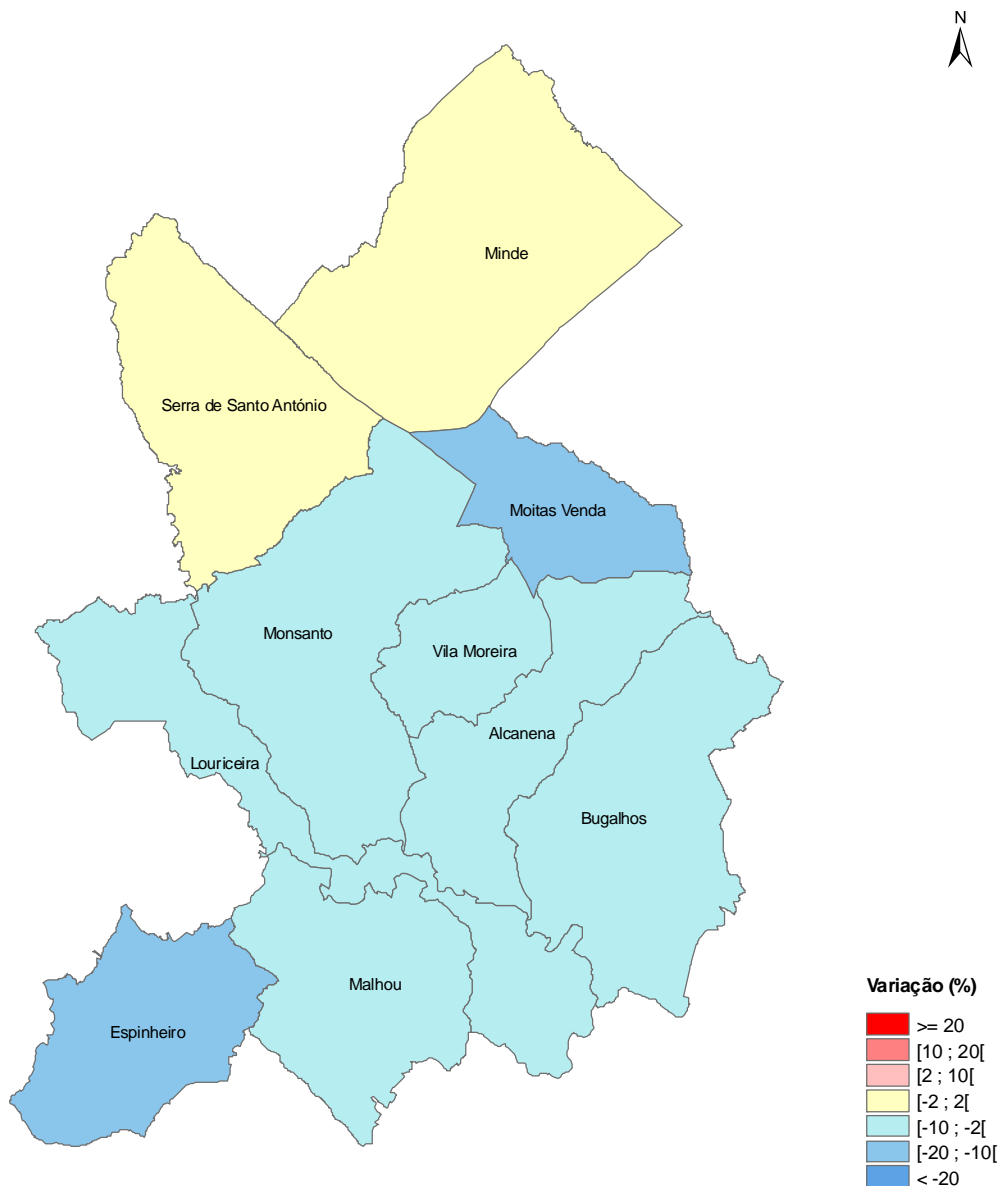 N
Minde
Serra de Santo António
Moitas Venda
Monsanto
Vila Moreira
Alcanena
Louriceira
Bugalhos
Malhou
Espinheiro
Variação (%)
>= 20
[10 ; 20[
[2 ; 10[
[-2 ; 2[
[-10 ; -2[
[-20 ; -10[
< -20